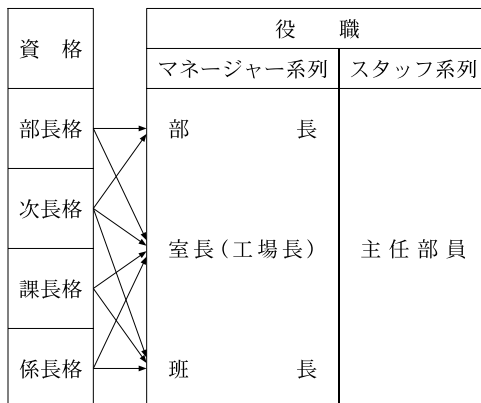 資格
役職
マネージャー系列
スタッフ系列
部長格
次長格
課長格
係長格
部長
室長(工場長)
班長
主任部員